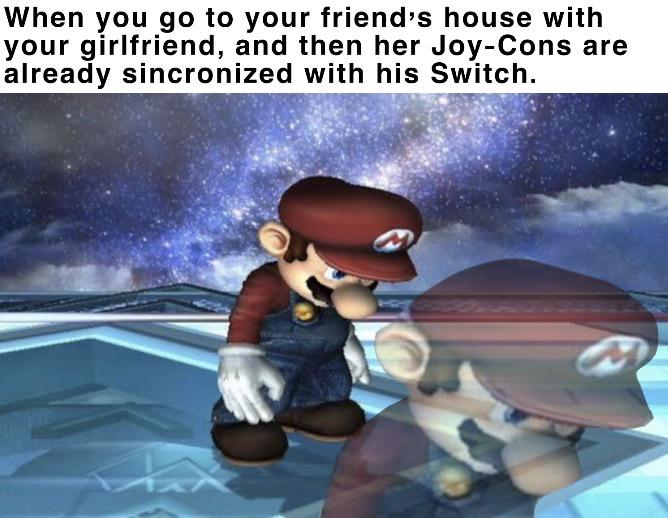 When you go to your friend's house with
your girlfriend, and then her Joy-Cons are
already sincronized with his Switch.
M
M